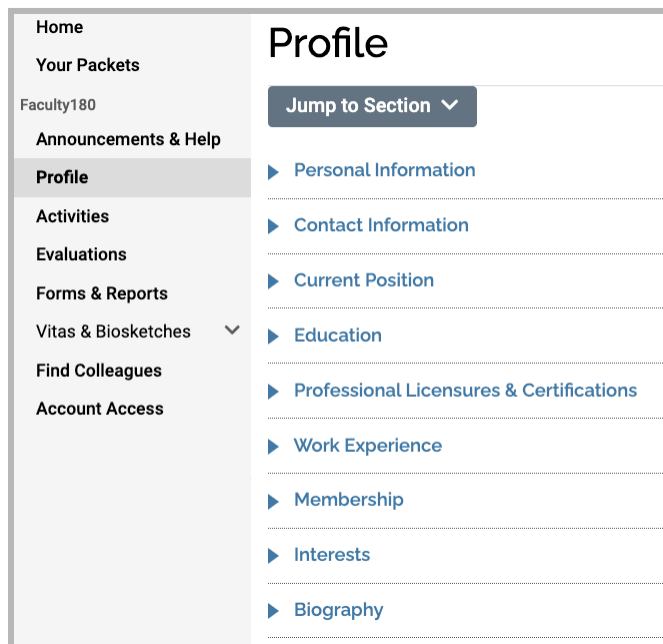 Home
Your Packets
Faculty180
Announcements & Help
Profile
Activities
Evaluations
Forms & Reports
Vitas & Biosketches
Find Colleagues
Account Access
Profile
Jump to Section
Personal Information
Contact Information
Current Position
Education
Professional Licensures & Certifications
Work Experience
Membership
Interests
Biography